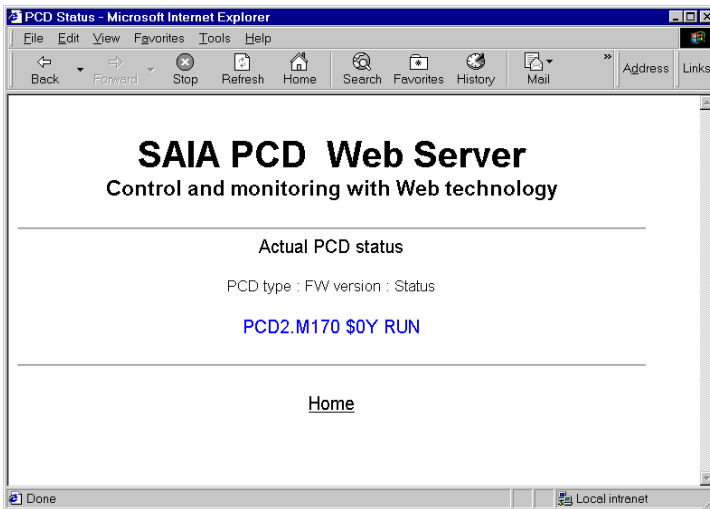 PCD Status - Microsoft Internet Explorer
File Edit View Favorites Tools Help
Back Forward Stop Refresh Home Search Favorites History Mail » Address Links
SAIA PCD Web Server
Control and monitoring with Web technology
Actual PCD status
PCD type : FW version : Status
PCD2.M170 $0Y RUN
Home
Done Local intranet